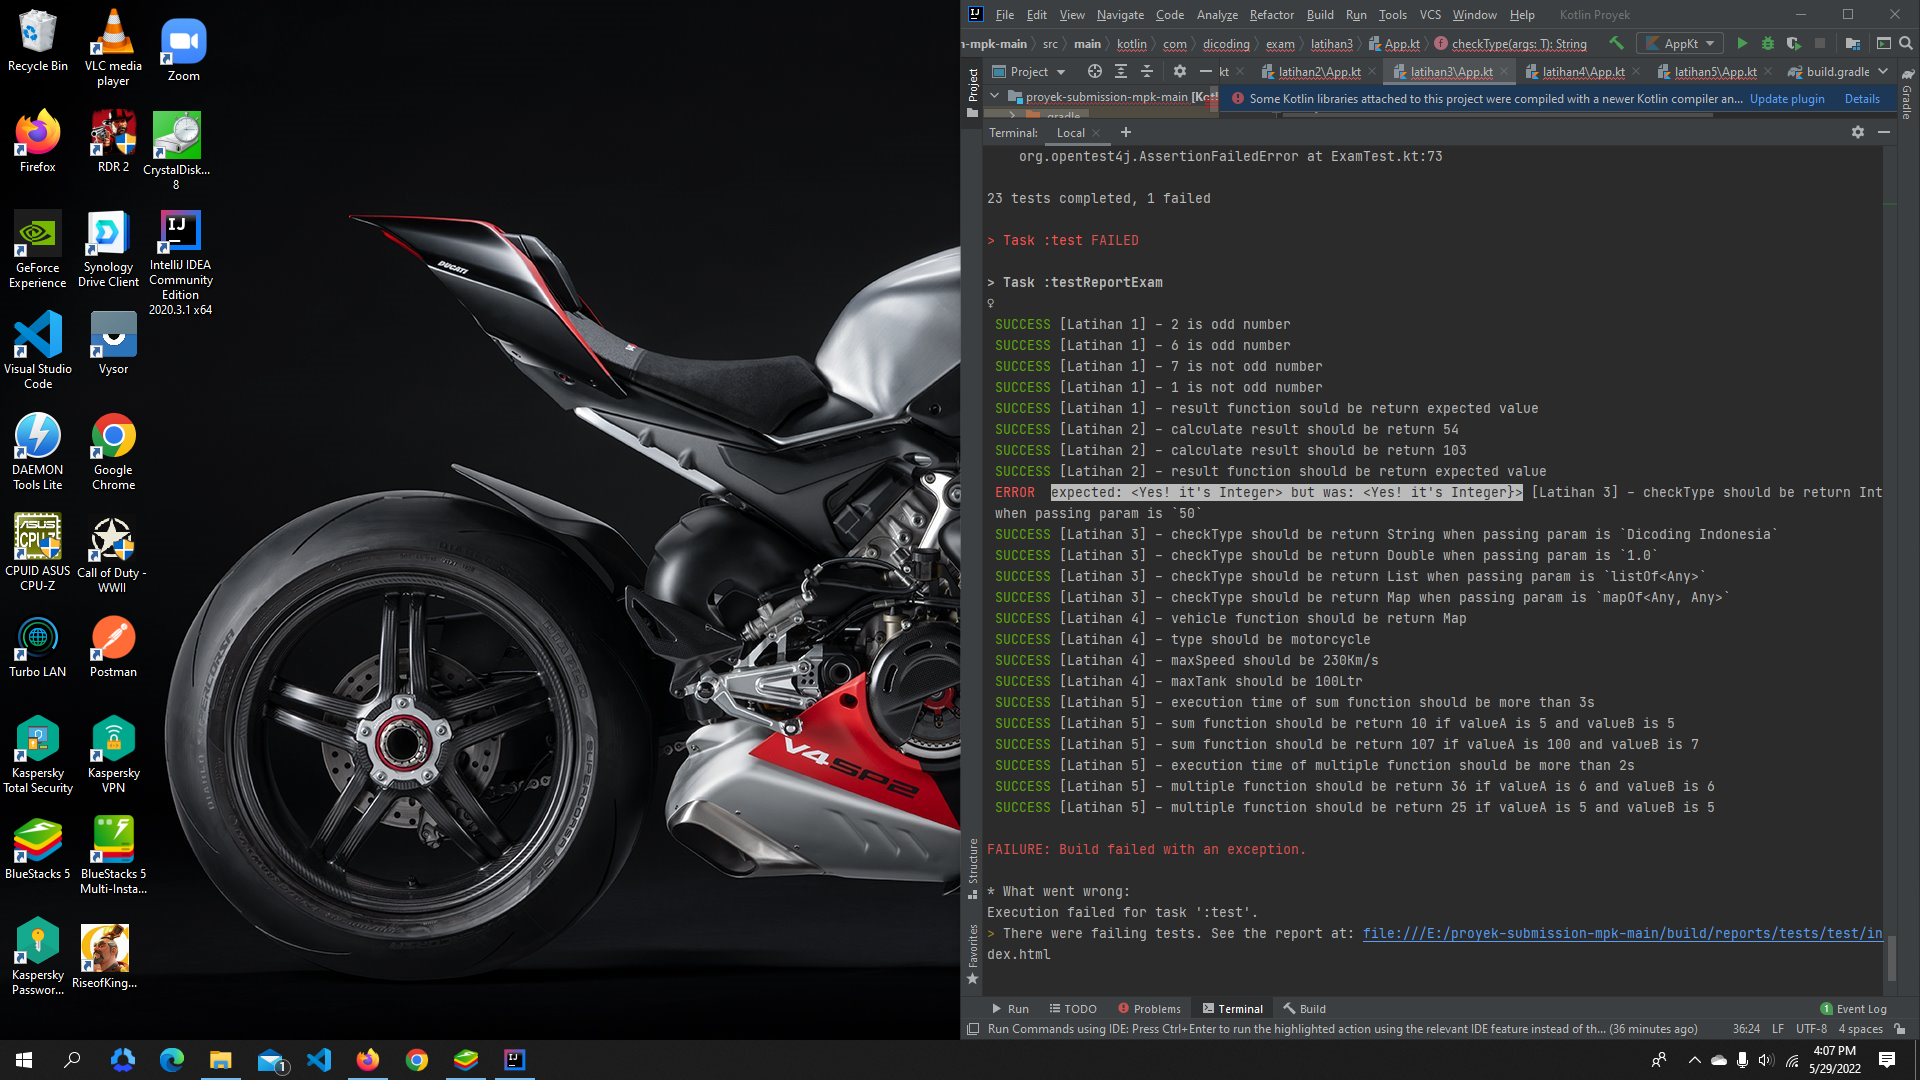 Recycle Bin
VLC media player
Zoom
Firefox
RDR 2
CrystalDisk... 8
GeForce Experience
Synology Drive Client
IntelliJ IDEA Community Edition 2020.3.1 x64
Visual Studio Code
Vysor
DAEMON Tools Lite
Google Chrome
CPUID ASUS CPU-Z
Call of Duty - WWII
Turbo LAN
Postman
Kaspersky Total Security
Kaspersky VPN
BlueStacks 5
BlueStacks 5 Multi-Insta...
Kaspersky Passwor...
RiseofKing...
DUCATI
V4 SP2
File Edit View Navigate Code Analyze Refactor Build Run Tools VCS Window Help Kotlin Proyek
n-mpk-main src main kotlin com dicoding exam latihan3 App.kt checkType(args: T): String AppKt
Project kt latihan2\App.kt latihan3\App.kt latihan4\App.kt latihan5\App.kt build.gradle
proyek-submission-mpk-main [Kotl
Some Kotlin libraries attached to this project were compiled with a newer Kotlin compiler an... Update plugin Details
gradle
Project
Gradle
Terminal: Local
org.opentest4j.AssertionFailedError at ExamTest.kt:73
23 tests completed, 1 failed
> Task :test FAILED
> Task :testReportExam
♀
SUCCESS [Latihan 1] - 2 is odd number
SUCCESS [Latihan 1] - 6 is odd number
SUCCESS [Latihan 1] - 7 is not odd number
SUCCESS [Latihan 1] - 1 is not odd number
SUCCESS [Latihan 1] - result function sould be return expected value
SUCCESS [Latihan 2] - calculate result should be return 54
SUCCESS [Latihan 2] - calculate result should be return 103
SUCCESS [Latihan 2] - result function should be return expected value
ERROR expected: <Yes! it's Integer> but was: <Yes! it's Integer}> [Latihan 3] - checkType should be return Int
when passing param is `50`
SUCCESS [Latihan 3] - checkType should be return String when passing param is `Dicoding Indonesia`
SUCCESS [Latihan 3] - checkType should be return Double when passing param is `1.0`
SUCCESS [Latihan 3] - checkType should be return List when passing param is `listOf<Any>`
SUCCESS [Latihan 3] - checkType should be return Map when passing param is `mapOf<Any, Any>`
SUCCESS [Latihan 4] - vehicle function should be return Map
SUCCESS [Latihan 4] - type should be motorcycle
SUCCESS [Latihan 4] - maxSpeed should be 230Km/s
SUCCESS [Latihan 4] - maxTank should be 100Ltr
SUCCESS [Latihan 5] - execution time of sum function should be more than 3s
SUCCESS [Latihan 5] - sum function should be return 10 if valueA is 5 and valueB is 5
SUCCESS [Latihan 5] - sum function should be return 107 if valueA is 100 and valueB is 7
SUCCESS [Latihan 5] - execution time of multiple function should be more than 2s
SUCCESS [Latihan 5] - multiple function should be return 36 if valueA is 6 and valueB is 6
SUCCESS [Latihan 5] - multiple function should be return 25 if valueA is 5 and valueB is 5
FAILURE: Build failed with an exception.
* What went wrong:
Execution failed for task ':test'.
> There were failing tests. See the report at: file:///E:/proyek-submission-mpk-main/build/reports/tests/test/in
dex.html
Structure
Favorites
Run TODO Problems Terminal Build 1 Event Log
Run Commands using IDE: Press Ctrl+Enter to run the highlighted action using the relevant IDE feature instead of th... (36 minutes ago) 36:24 LF UTF-8 4 spaces
1
4:07 PM
5/29/2022